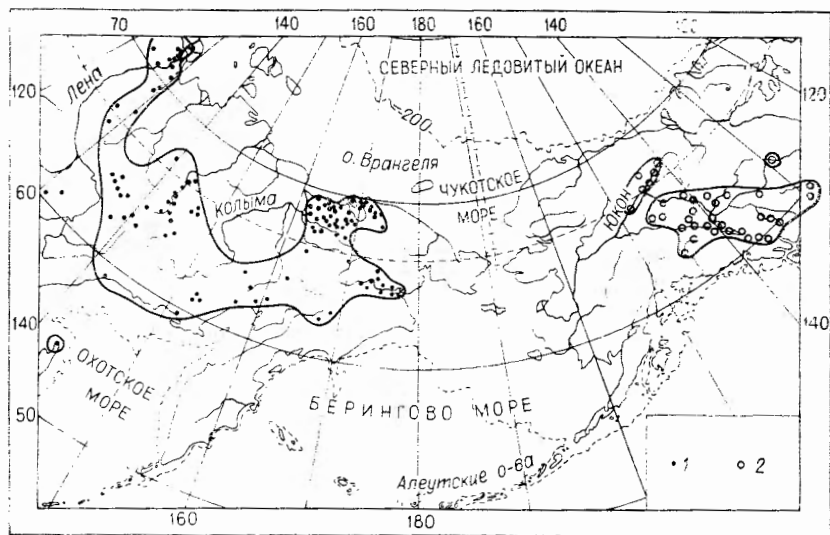 70 140 160 180 160 140
120
Лена
СЕВЕРНЫЙ ЛЕДОВИТЫЙ ОКЕАН
120
200
о. Врангеля
ЧУКОТСКОЕ
МОРЕ
60
КОЛЫМА
ЮКОН
60
140
140
ОХОТСКОЕ
МОРЕ
БЕРИНГОВО МОРЕ
50
1 2
Алеутские о-ва
160 180